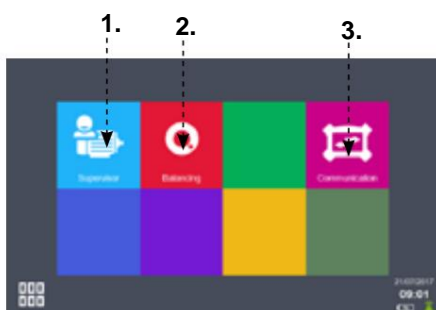 1.
2.
3.
Supervisor
Balancing
Communication
21/07/2017
09:01